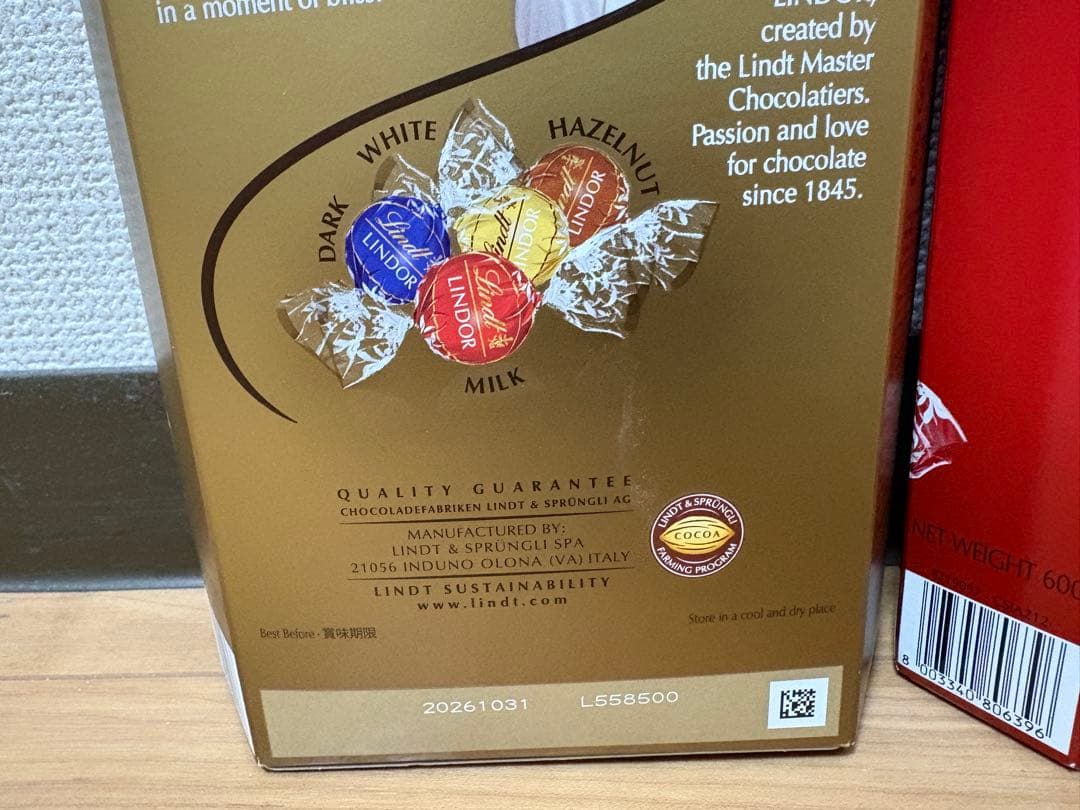 in a moment of bliss.
LINDOR,
created by
the Lindt Master
Chocolatiers.
Passion and love
for chocolate
since 1845.
DARK
WHITE
HAZELNUT
Lindt
LINDOR
Lindt
LINDOR
Lindt
LINDOR
Lindt
LINDOR
MILK
QUALITY GUARANTEE
CHOCOLADEFABRIKEN LINDT & SPRÜNGLI AG
MANUFACTURED BY:
LINDT & SPRÜNGLI SPA
21056 INDUNO OLONA (VA) ITALY
LINDT SUSTAINABILITY
www.lindt.com
LINDT & SPRÜNGLI
COCOA
FARMING PROGRAM
Best Before · 賞味期限
Store in a cool and dry place
20261031 L558500
NET WEIGHT 600
8 003340 806396